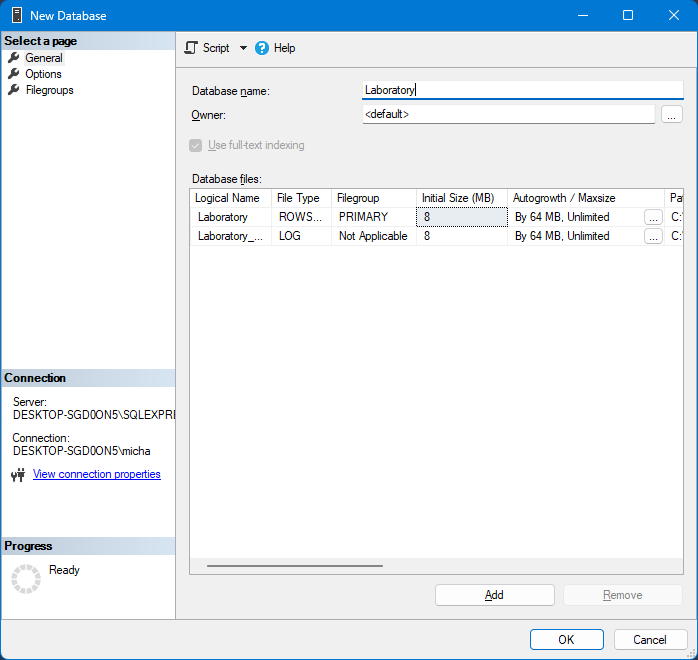 New Database
Select a page
General
Options
Filegroups
Script
Help
Database name:
Laboratory
Owner:
<default>
...
Use full-text indexing
Database files:
Logical Name File Type Filegroup Initial Size (MB) Autogrowth / Maxsize Pat
Laboratory ROWS... PRIMARY 8 By 64 MB, Unlimited ... C:\
Laboratory_... LOG Not Applicable 8 By 64 MB, Unlimited ... C:\
Connection
Server:
DESKTOP-SGD0ON5\SQLEXPRE
Connection:
DESKTOP-SGD0ON5\micha
View connection properties
Progress
Ready
Add
Remove
OK
Cancel